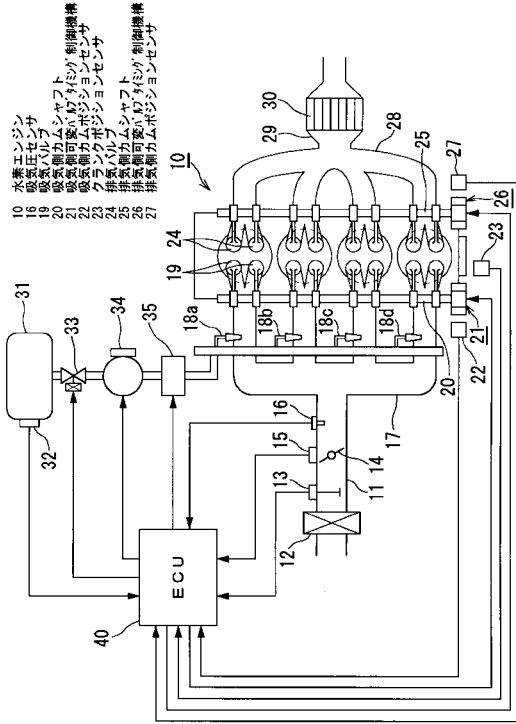 10 水素エンジン
16 吸気圧センサ
19 吸気バルブ
20 吸気側カムシャフト
21 吸気側可変バルブタイミング制御機構
22 吸気側カムポジションセンサ
23 クランクポジションセンサ
24 排気バルブ
25 排気側カムシャフト
26 排気側可変バルブタイミング制御機構
27 排気側カムポジションセンサ
31
33
34
35
32
10
30
29
28
24
19
25
27
26
23
18a
18b
18c
18d
20
21
22
16
15
13
14
17
11
12
ECU
40